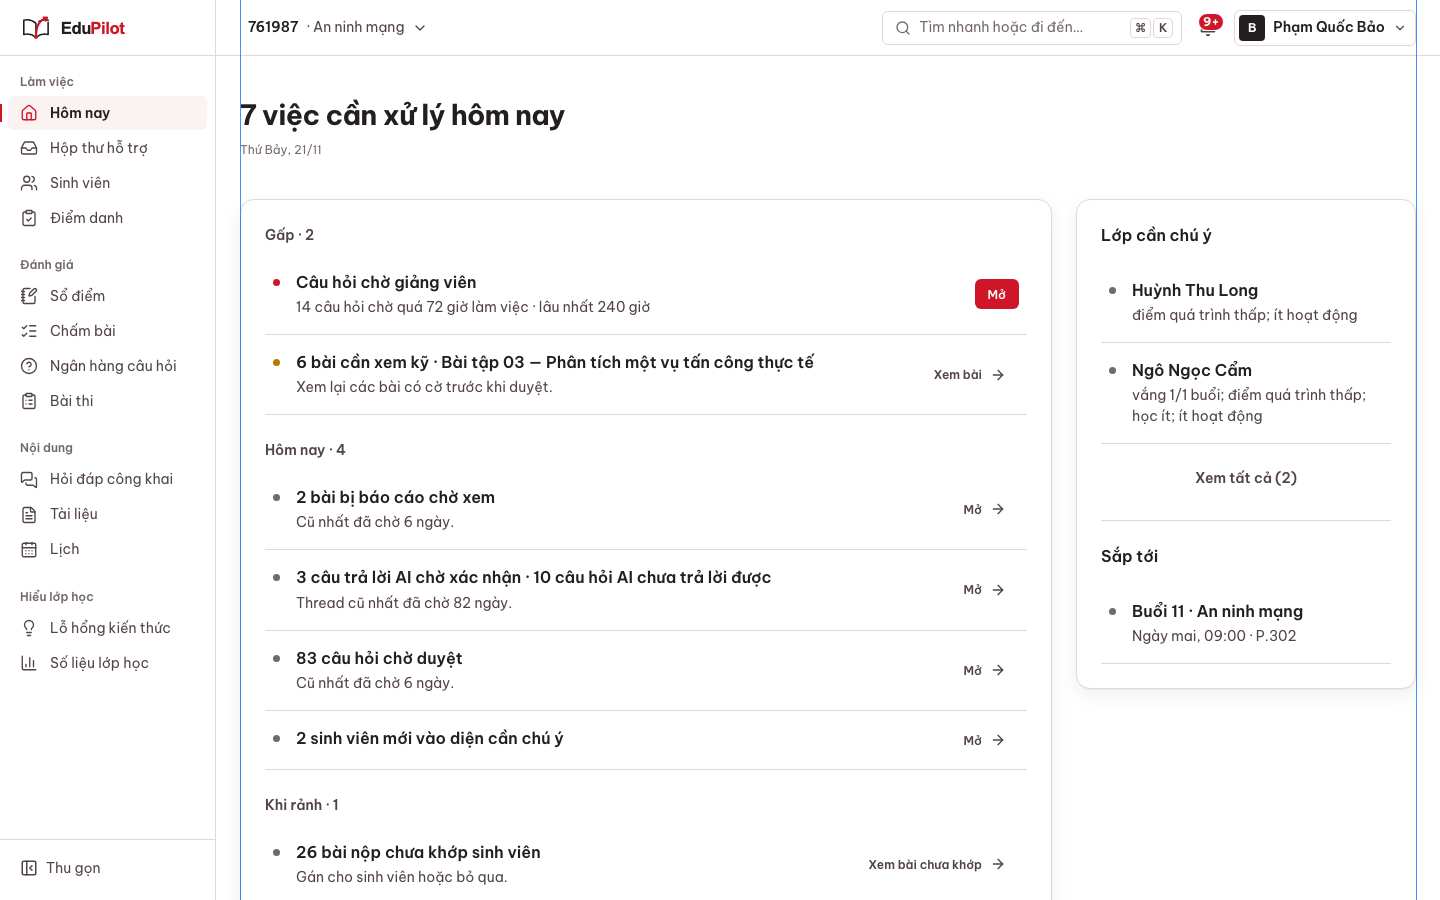 EduPilot
761987 · An ninh mạng
Tìm nhanh hoặc đi đến...
⌘ K
9+
B
Phạm Quốc Bảo
Làm việc
Hôm nay
Hộp thư hỗ trợ
Sinh viên
Điểm danh
Đánh giá
Sổ điểm
Chấm bài
Ngân hàng câu hỏi
Bài thi
Nội dung
Hỏi đáp công khai
Tài liệu
Lịch
Hiểu lớp học
Lỗ hổng kiến thức
Số liệu lớp học
Thu gọn
7 việc cần xử lý hôm nay
Thứ Bảy, 21/11
Gấp · 2
Câu hỏi chờ giảng viên
14 câu hỏi chờ quá 72 giờ làm việc · lâu nhất 240 giờ
Mở
6 bài cần xem kỹ · Bài tập 03 — Phân tích một vụ tấn công thực tế
Xem lại các bài có cờ trước khi duyệt.
Xem bài
Hôm nay · 4
2 bài bị báo cáo chờ xem
Cũ nhất đã chờ 6 ngày.
Mở
3 câu trả lời AI chờ xác nhận · 10 câu hỏi AI chưa trả lời được
Thread cũ nhất đã chờ 82 ngày.
Mở
83 câu hỏi chờ duyệt
Cũ nhất đã chờ 6 ngày.
Mở
2 sinh viên mới vào diện cần chú ý
Mở
Khi rảnh · 1
26 bài nộp chưa khớp sinh viên
Gán cho sinh viên hoặc bỏ qua.
Xem bài chưa khớp
Lớp cần chú ý
Huỳnh Thu Long
điểm quá trình thấp; ít hoạt động
Ngô Ngọc Cẩm
vắng 1/1 buổi; điểm quá trình thấp;
học ít; ít hoạt động
Xem tất cả (2)
Sắp tới
Buổi 11 · An ninh mạng
Ngày mai, 09:00 · P.302